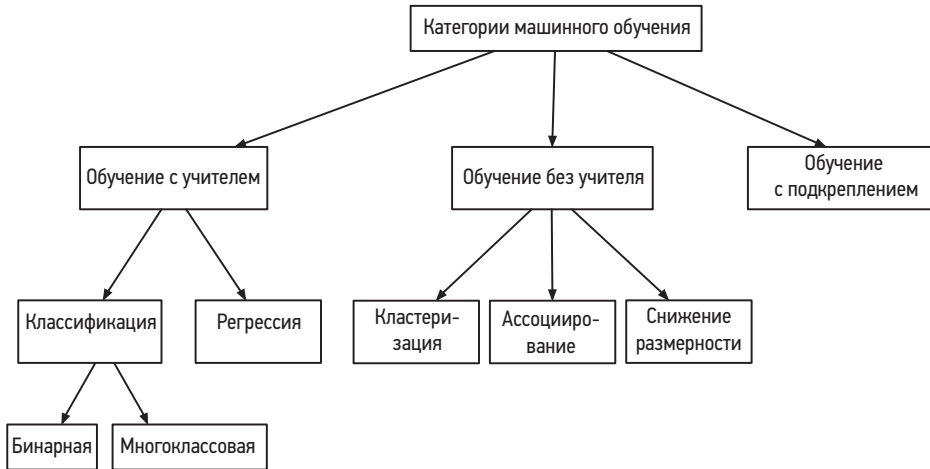 Категории машинного обучения
Обучение с учителем
Обучение без учителя
Обучение
с подкреплением
Классификация
Регрессия
Кластери-
зация
Ассоцииро-
вание
Снижение
размерности
Бинарная
Многоклассовая